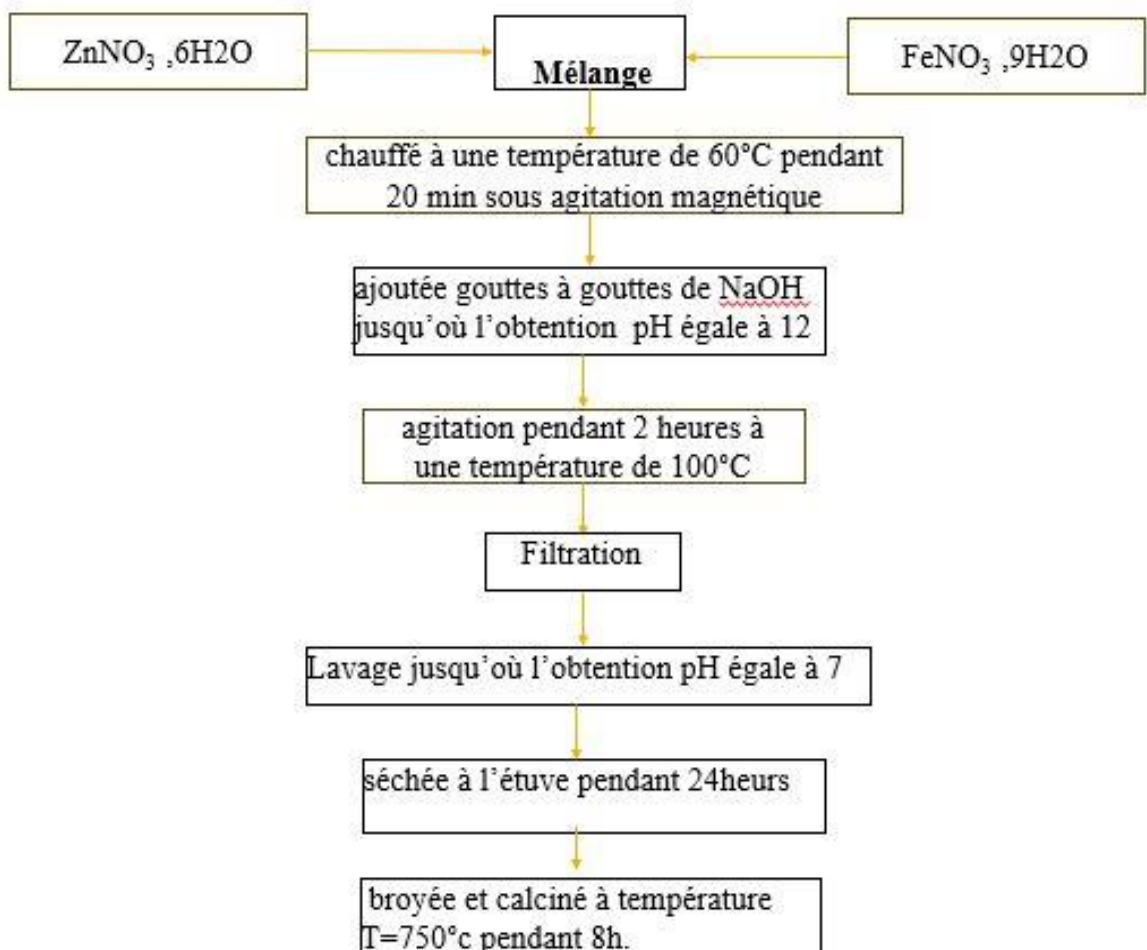 ZnNO₃ ,6H2O
Mélange
FeNO₃ ,9H2O
chauffé à une température de 60°C pendant
20 min sous agitation magnétique
ajoutée gouttes à gouttes de NaOH
jusqu’où l’obtention pH égale à 12
agitation pendant 2 heures à
une température de 100°C
Filtration
Lavage jusqu’où l’obtention pH égale à 7
séchée à l’étuve pendant 24heurs
broyée et calciné à température
T=750°c pendant 8h.